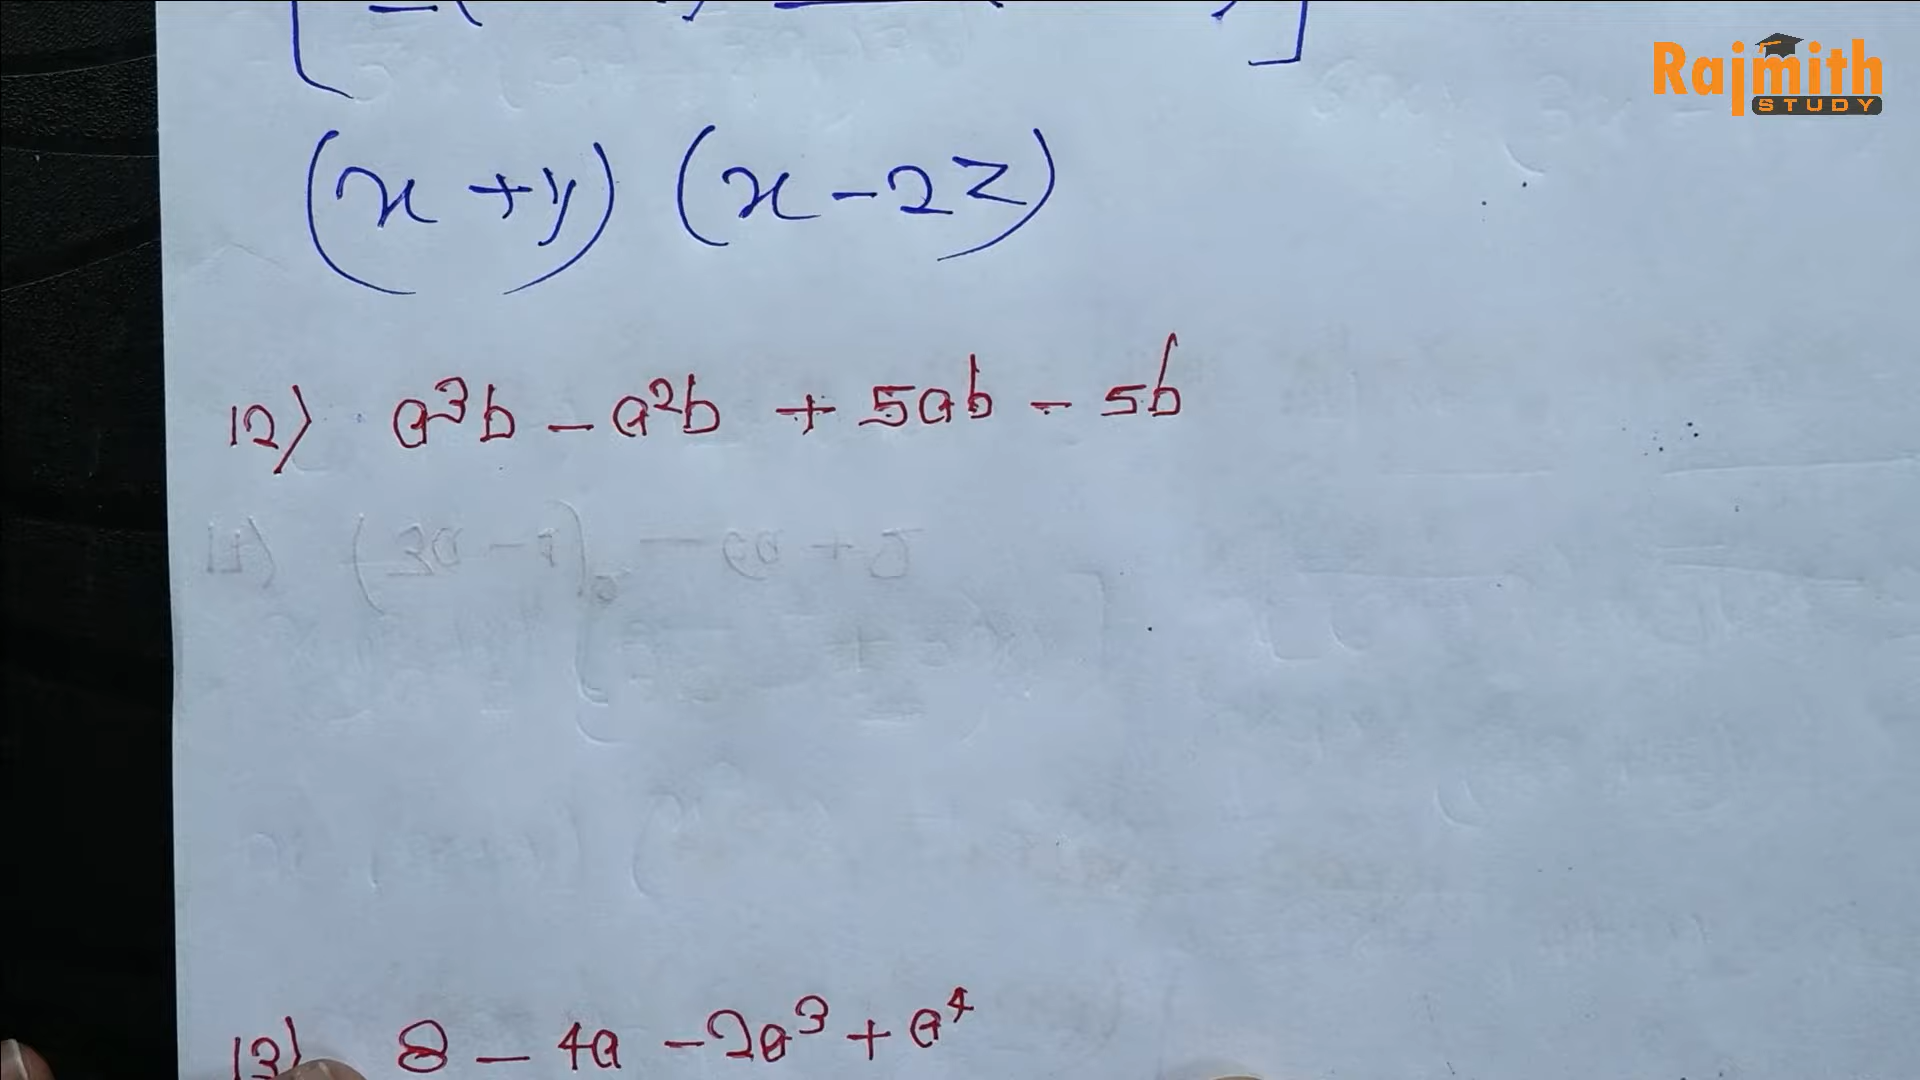 Rajmith
STUDY
(x + y) (x - 2z)
12) a³b - a²b + 5ab - 5b
13) 8 - 4a - 2a³ + a⁴